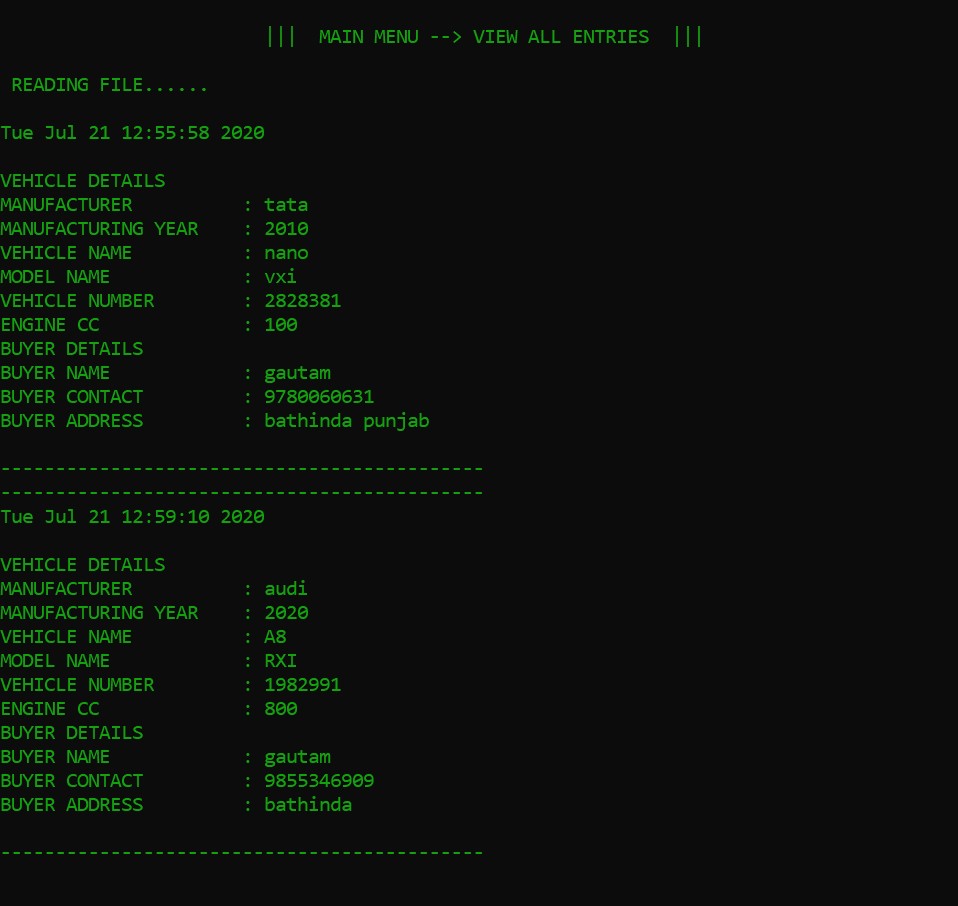 |||  MAIN MENU --> VIEW ALL ENTRIES  |||
READING FILE......
Tue Jul 21 12:55:58 2020
VEHICLE DETAILS
MANUFACTURER          : tata
MANUFACTURING YEAR    : 2010
VEHICLE NAME          : nano
MODEL NAME            : vxi
VEHICLE NUMBER        : 2828381
ENGINE CC             : 100
BUYER DETAILS
BUYER NAME            : gautam
BUYER CONTACT         : 9780060631
BUYER ADDRESS         : bathinda punjab
--------------------------------------------
--------------------------------------------
Tue Jul 21 12:59:10 2020
VEHICLE DETAILS
MANUFACTURER          : audi
MANUFACTURING YEAR    : 2020
VEHICLE NAME          : A8
MODEL NAME            : RXI
VEHICLE NUMBER        : 1982991
ENGINE CC             : 800
BUYER DETAILS
BUYER NAME            : gautam
BUYER CONTACT         : 9855346909
BUYER ADDRESS         : bathinda
--------------------------------------------